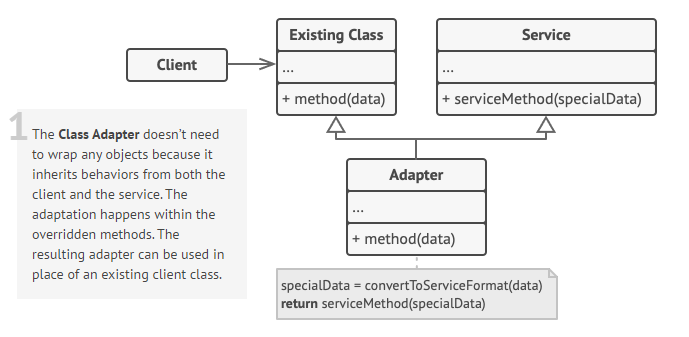 Client
Existing Class
...
+ method(data)
Service
...
+ serviceMethod(specialData)
1
The Class Adapter doesn't need
to wrap any objects because it
inherits behaviors from both the
client and the service. The
adaptation happens within the
overridden methods. The
resulting adapter can be used in
place of an existing client class.
Adapter
...
+ method(data)
specialData = convertToServiceFormat(data)
return serviceMethod(specialData)